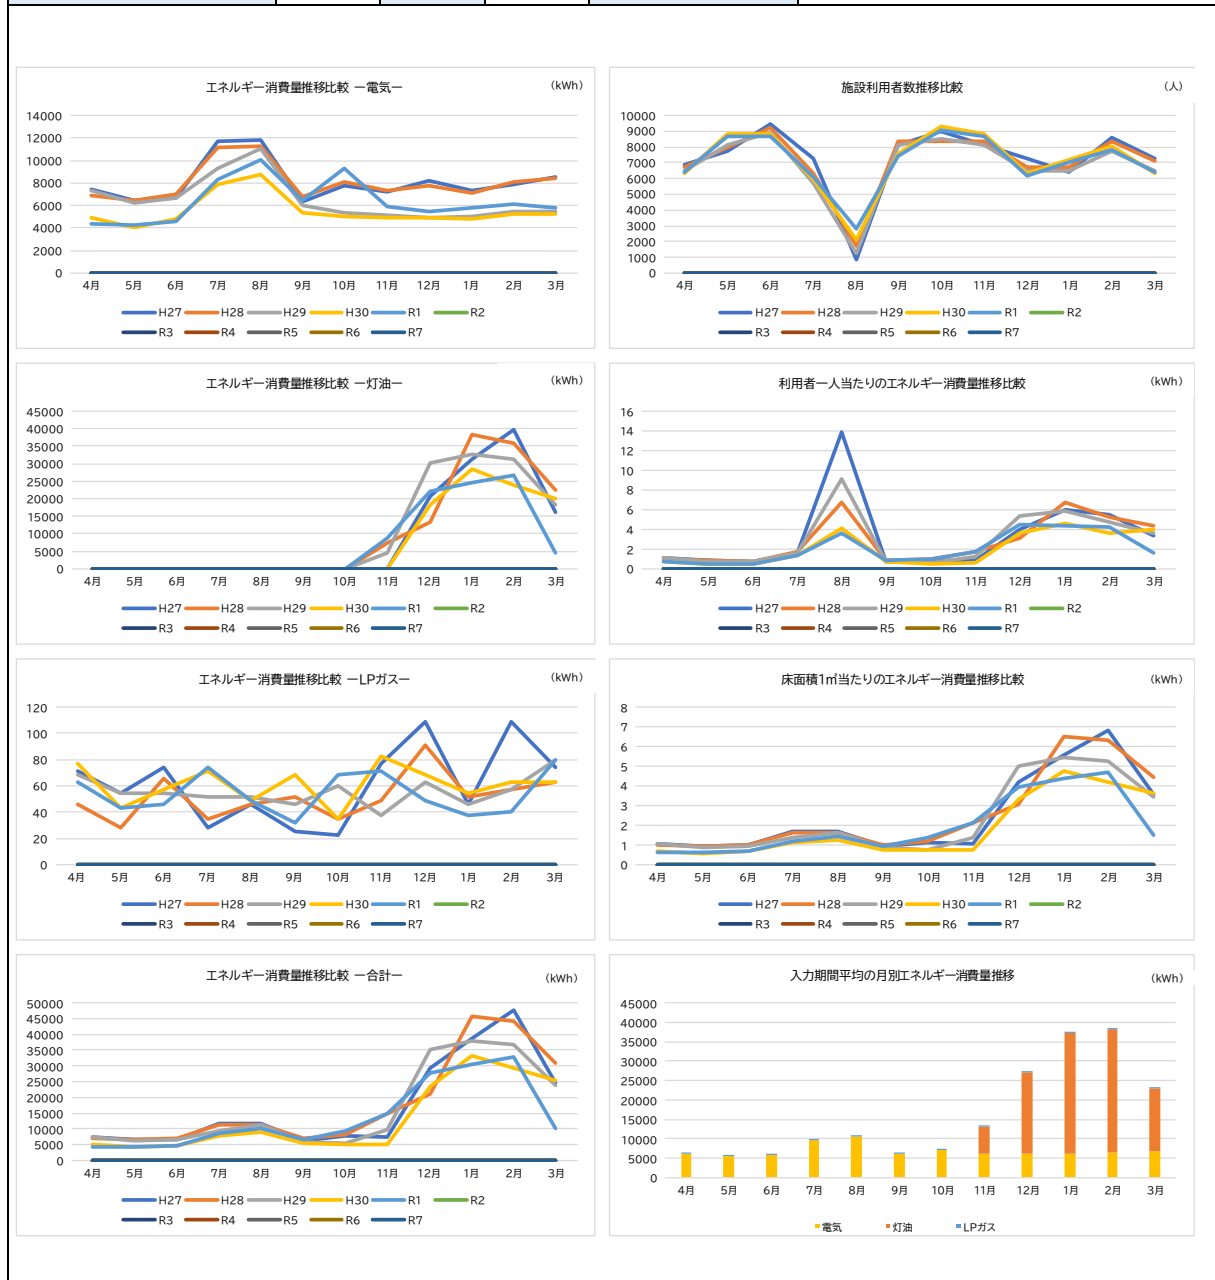 エネルギー消費量推移比較 ー電気ー
(kWh)
14000
12000
10000
8000
6000
4000
2000
0
4月 5月 6月 7月 8月 9月 10月 11月 12月 1月 2月 3月
H27 H28 H29 H30 R1 R2
R3 R4 R5 R6 R7
施設利用者数推移比較
(人)
10000
9000
8000
7000
6000
5000
4000
3000
2000
1000
0
4月 5月 6月 7月 8月 9月 10月 11月 12月 1月 2月 3月
H27 H28 H29 H30 R1 R2
R3 R4 R5 R6 R7
エネルギー消費量推移比較 ー灯油ー
(kWh)
45000
40000
35000
30000
25000
20000
15000
10000
5000
0
4月 5月 6月 7月 8月 9月 10月 11月 12月 1月 2月 3月
H27 H28 H29 H30 R1 R2
R3 R4 R5 R6 R7
利用者一人当たりのエネルギー消費量推移比較
(kWh)
16
14
12
10
8
6
4
2
0
4月 5月 6月 7月 8月 9月 10月 11月 12月 1月 2月 3月
H27 H28 H29 H30 R1 R2
R3 R4 R5 R6 R7
エネルギー消費量推移比較 ーLPガスー
(kWh)
120
100
80
60
40
20
0
4月 5月 6月 7月 8月 9月 10月 11月 12月 1月 2月 3月
H27 H28 H29 H30 R1 R2
R3 R4 R5 R6 R7
床面積1㎡当たりのエネルギー消費量推移比較
(kWh)
8
7
6
5
4
3
2
1
0
4月 5月 6月 7月 8月 9月 10月 11月 12月 1月 2月 3月
H27 H28 H29 H30 R1 R2
R3 R4 R5 R6 R7
エネルギー消費量推移比較 ー合計ー
(kWh)
50000
45000
40000
35000
30000
25000
20000
15000
10000
5000
0
4月 5月 6月 7月 8月 9月 10月 11月 12月 1月 2月 3月
H27 H28 H29 H30 R1 R2
R3 R4 R5 R6 R7
入力期間平均の月別エネルギー消費量推移
(kWh)
45000
40000
35000
30000
25000
20000
15000
10000
5000
0
4月 5月 6月 7月 8月 9月 10月 11月 12月 1月 2月 3月
電気 灯油 LPガス